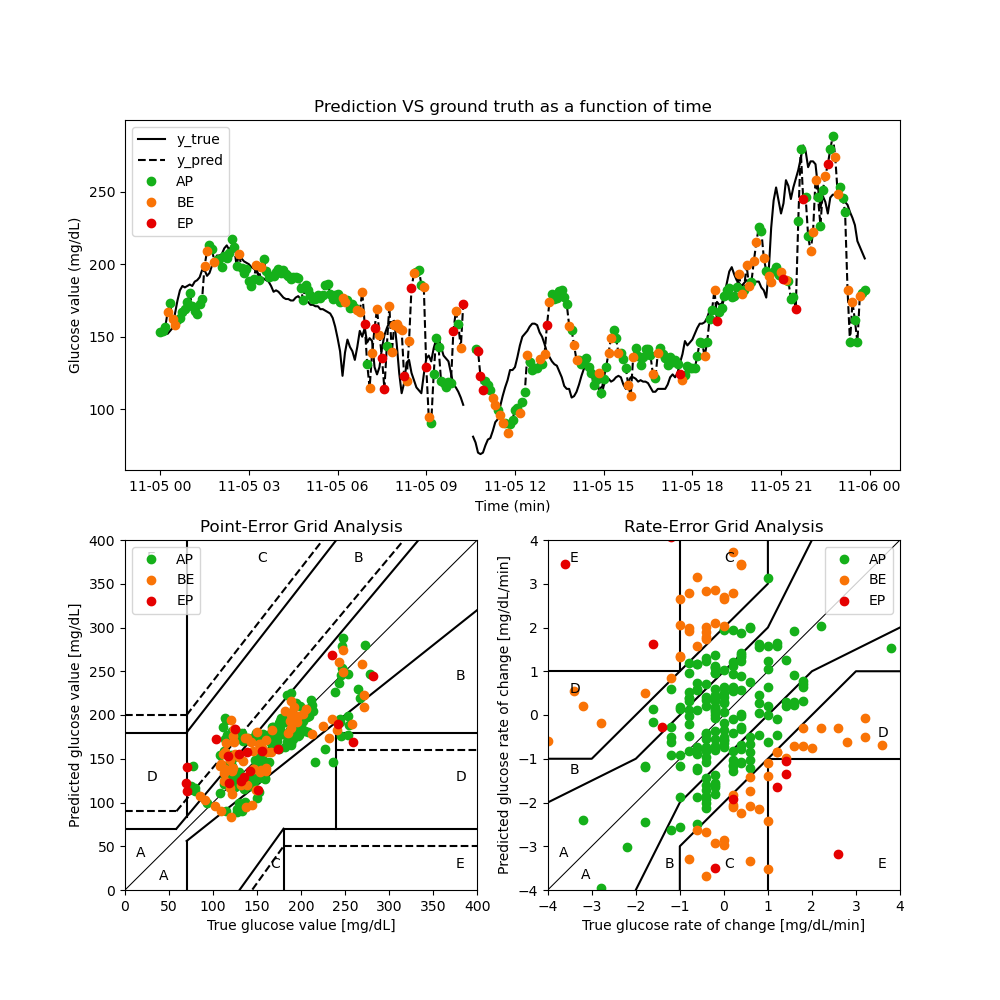 Prediction VS ground truth as a function of time
y_true
y_pred
AP
BE
EP
Glucose value (mg/dL)
250
200
150
100
11-05 00 11-05 03 11-05 06 11-05 09 11-05 12 11-05 15 11-05 18 11-05 21 11-06 00
Time (min)
Point-Error Grid Analysis
AP
BE
EP
C
B
B
D
D
A
A
C
E
Predicted glucose value [mg/dL]
400
350
300
250
200
150
100
50
0
0 50 100 150 200 250 300 350 400
True glucose value [mg/dL]
Rate-Error Grid Analysis
AP
BE
EP
E
C
D
D
B
A
A
B
C
E
Predicted glucose rate of change [mg/dL/min]
4
3
2
1
0
−1
−2
−3
−4
−4 −3 −2 −1 0 1 2 3 4
True glucose rate of change [mg/dL/min]